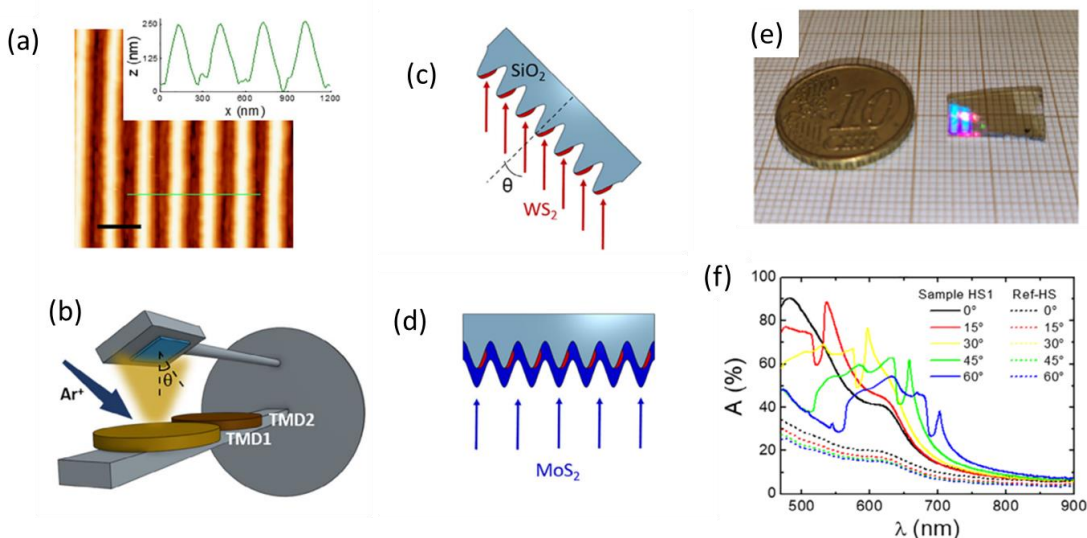 (a)
z (nm)
250
125
0
0 300 600 900 1200
x (nm)
(b)
Ar+
θ
TMD2
TMD1
(c)
SiO₂
θ
WS₂
(d)
MoS₂
(e)
10
(f)
Sample HS1 Ref-HS
0° 0°
15° 15°
30° 30°
45° 45°
60° 60°
A (%)
100
80
60
40
20
0
500 600 700 800 900
λ (nm)